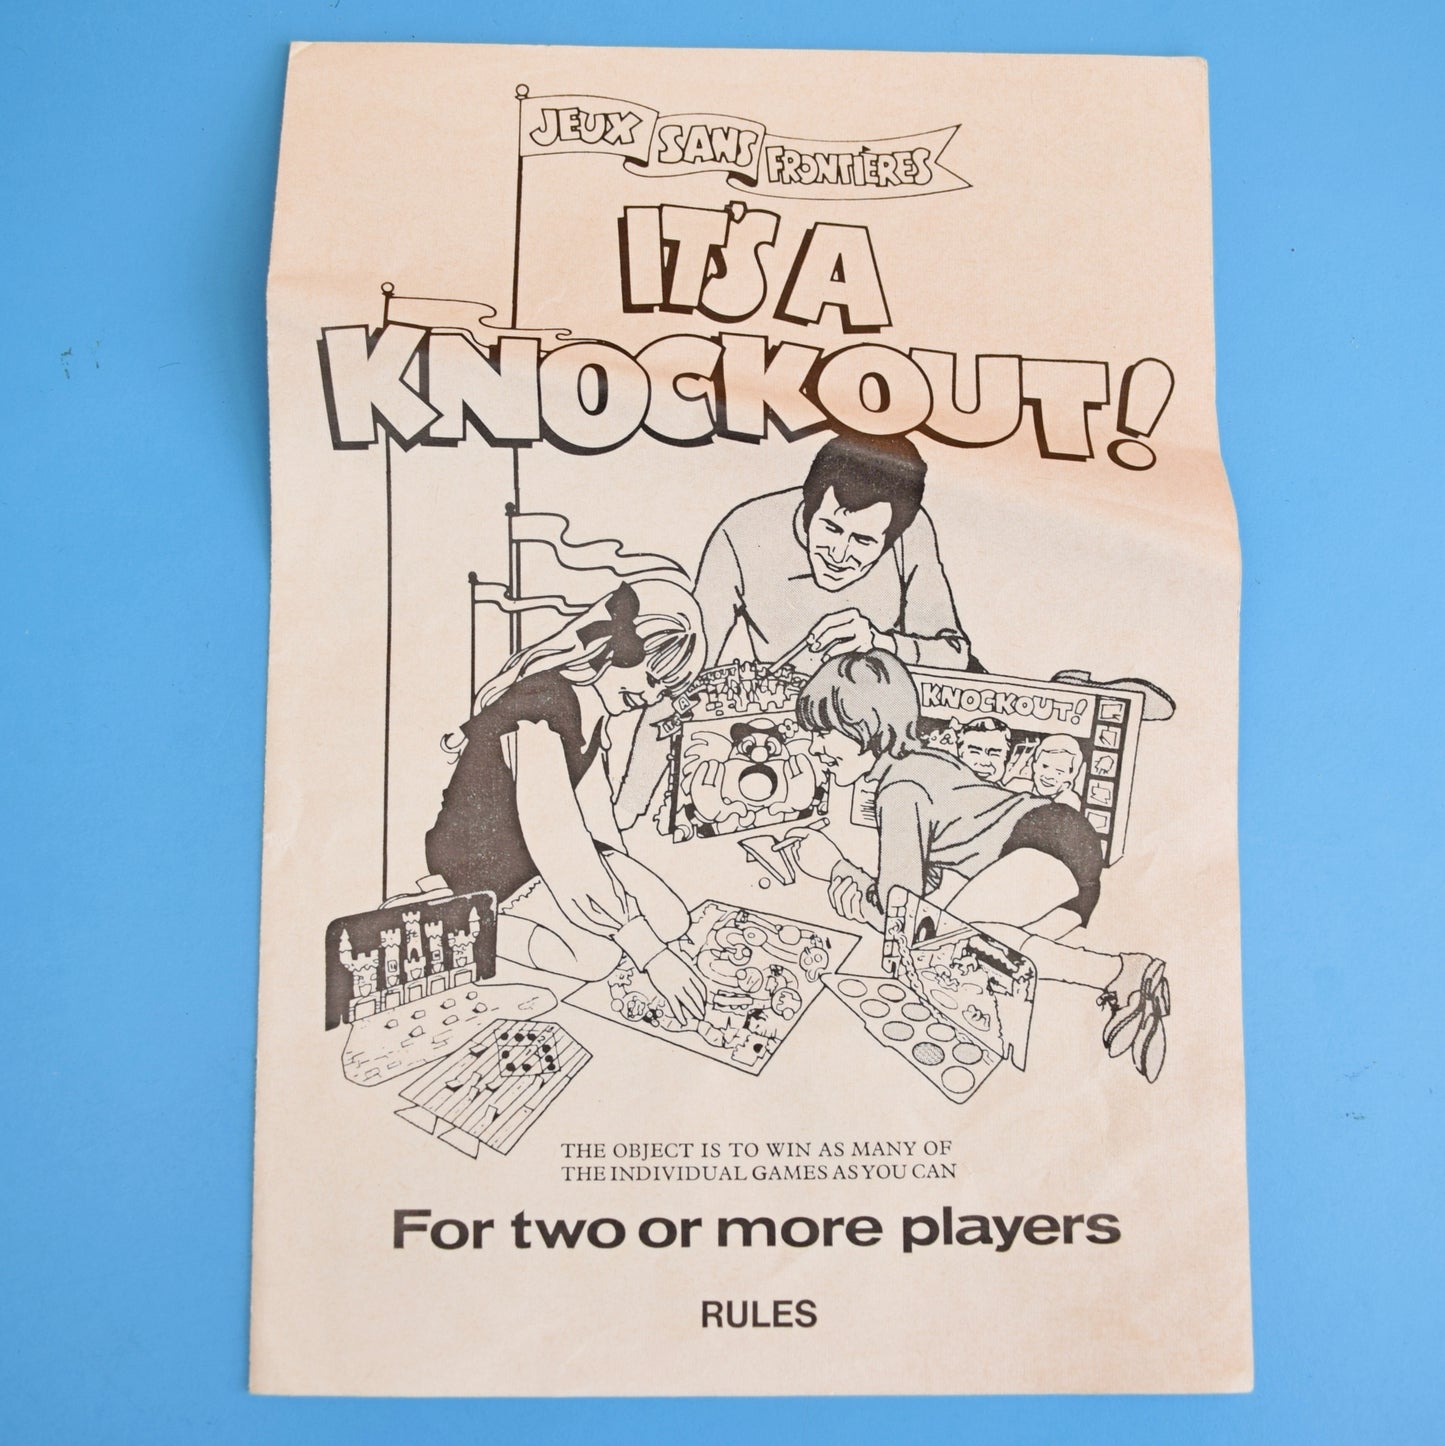 JEUX SANS FRONTIÈRES
IT'S A
KNOCKOUT!
KNOCKOUT!
THE OBJECT IS TO WIN AS MANY OF
THE INDIVIDUAL GAMES AS YOU CAN
For two or more players
RULES